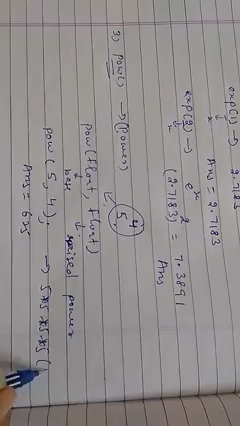 exp(1) → 2.7183
x Ans = 2.7183
exp(2) → e^x
x (2.7183)^2 = 7.3891
Ans
3) pow() → (Power)
5^4
pow(float, float)
base raised power
pow(5, 4); → 5*5*5*5 (
Ans = 625